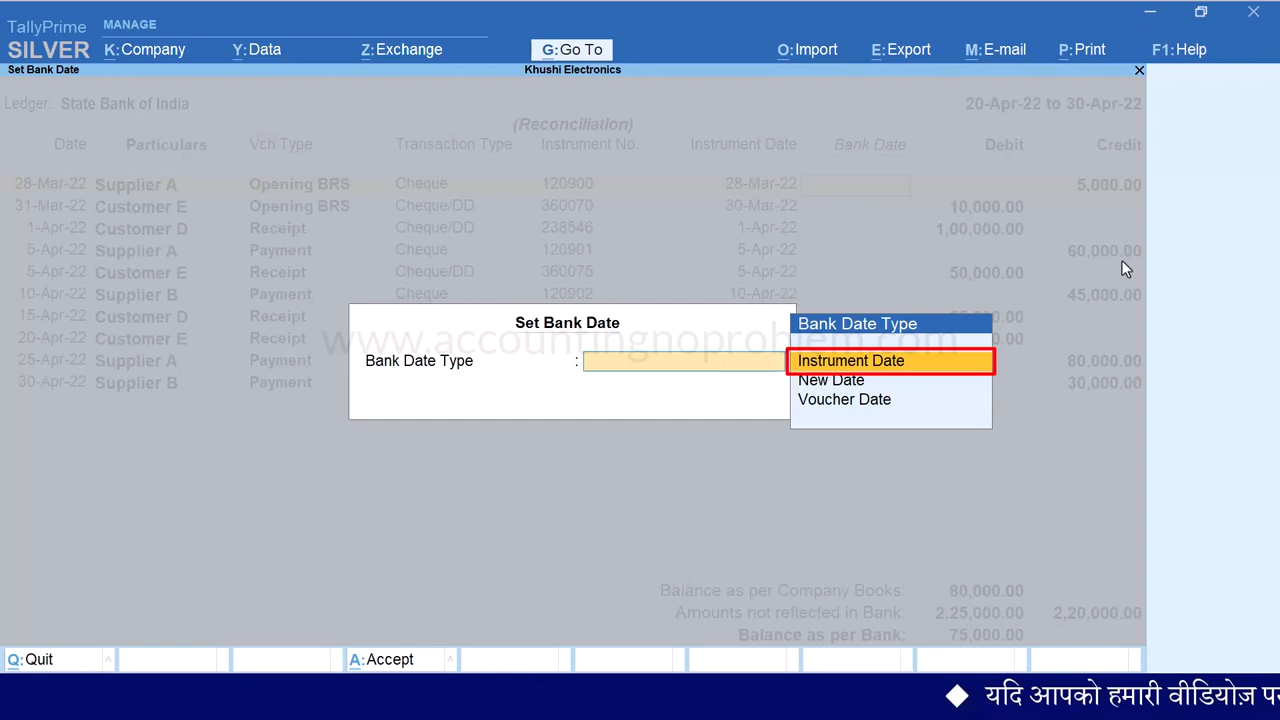 TallyPrime MANAGE
SILVER K:Company Y:Data Z:Exchange G:Go To O:Import E:Export M:E-mail P:Print F1:Help
Set Bank Date Khushi Electronics
Ledger: State Bank of India 20-Apr-22 to 30-Apr-22
(Reconciliation)
Date Particulars Vch Type Transaction Type Instrument No. Instrument Date Bank Date Debit Credit
28-Mar-22 Supplier A Opening BRS Cheque 120900 28-Mar-22 5,000.00
31-Mar-22 Customer E Opening BRS Cheque/DD 360070 30-Mar-22 10,000.00
1-Apr-22 Customer D Receipt Cheque/DD 238546 1-Apr-22 1,00,000.00
5-Apr-22 Supplier A Payment Cheque 120901 5-Apr-22 60,000.00
5-Apr-22 Customer E Receipt Cheque/DD 360075 5-Apr-22 50,000.00
10-Apr-22 Supplier B Payment Cheque 120902 10-Apr-22 45,000.00
15-Apr-22 Customer D Receipt
20-Apr-22 Customer E Receipt
25-Apr-22 Supplier A Payment 80,000.00
30-Apr-22 Supplier B Payment 30,000.00
www.accountingnoproblem.com
Set Bank Date
Bank Date Type :
Bank Date Type
Instrument Date
New Date
Voucher Date
Balance as per Company Books: 80,000.00
Amounts not reflected in Bank: 2,25,000.00 2,20,000.00
Balance as per Bank: 75,000.00
Q:Quit A:Accept
यदि आपको हमारी वीडियोज़